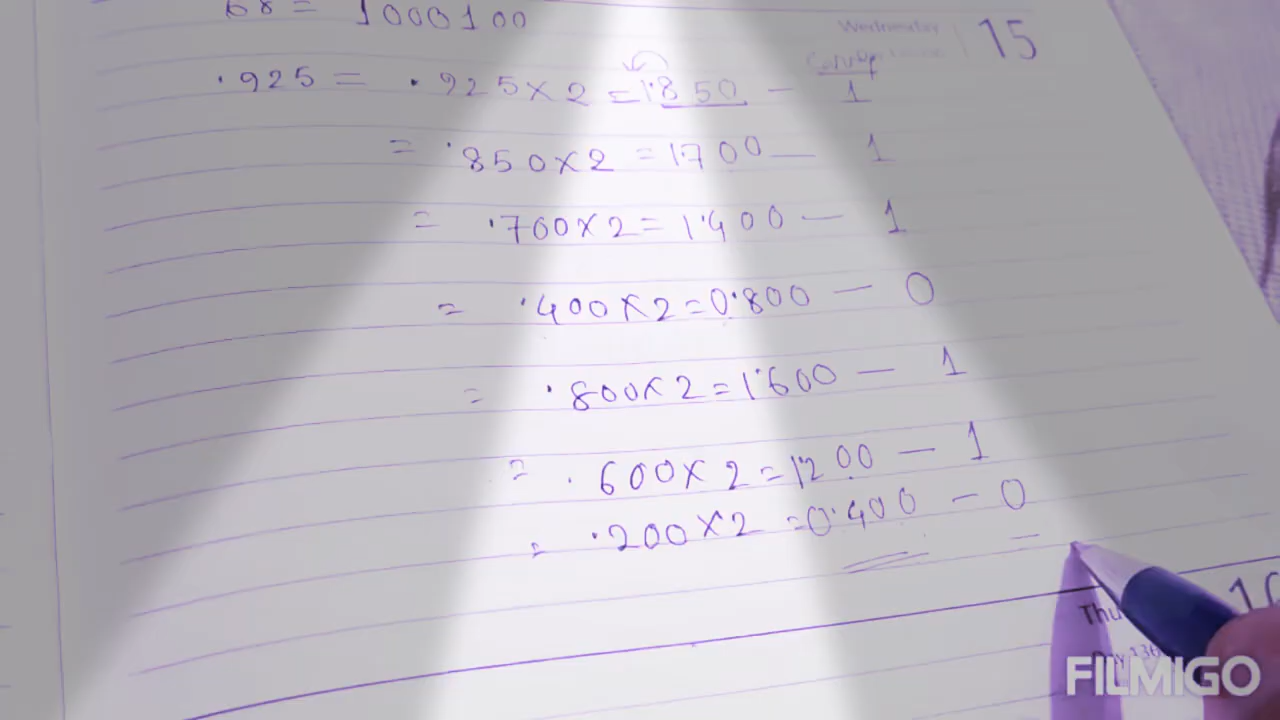 68 = 1000100
Wednesday 15
Carry
.925 = .925 × 2 = 1.850 — 1
= .850 × 2 = 1.700 — 1
= .700 × 2 = 1.400 — 1
= .400 × 2 = 0.800 — 0
= .800 × 2 = 1.600 — 1
= .600 × 2 = 1.200 — 1
= .200 × 2 = 0.400 — 0
FILMIGO